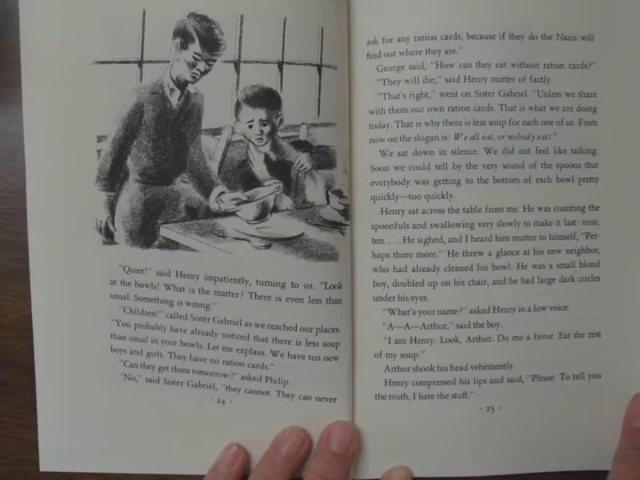 "Quiet!" said Henry impatiently, turning to us. "Look
at the bowls! What is the matter? There is even less than
usual. Something is wrong."
"Children!" called Sister Gabriel as we reached our places.
"You probably have already noticed that there is less soup
than usual in your bowls. Let me explain. We have ten new
boys and girls. They have no ration cards."
"Can they get them tomorrow?" asked Philip.
"No," said Sister Gabriel, "they cannot. They can never
· 24 ·
ask for any ration cards, because if they do the Nazis will
find out where they are."
George said, "How can they eat without ration cards?"
"They will die," said Henry matter of factly.
"That's right," went on Sister Gabriel. "Unless we share
with them our own ration cards. That is what we are doing
today. That is why there is less soup for each one of us. From
now on the slogan is: We all eat, or nobody eats."
We sat down in silence. We did not feel like talking.
Soon we could tell by the very sound of the spoons that
everybody was getting to the bottom of each bowl pretty
quickly—too quickly.
Henry sat across the table from me. He was counting the
spoonfuls and swallowing very slowly to make it last: nine,
ten. . . . He sighed, and I heard him mutter to himself, "Per-
haps three more." He threw a glance at his new neighbor,
who had already cleaned his bowl. He was a small blond
boy, doubled up on his chair, and he had large dark circles
under his eyes.
"What's your name?" asked Henry in a low voice.
"A—A—Arthur," said the boy.
"I am Henry. Look, Arthur. Do me a favor. Eat the rest
of my soup."
Arthur shook his head vehemently.
Henry compressed his lips and said, "Please. To tell you
the truth, I hate the stuff."
· 25 ·